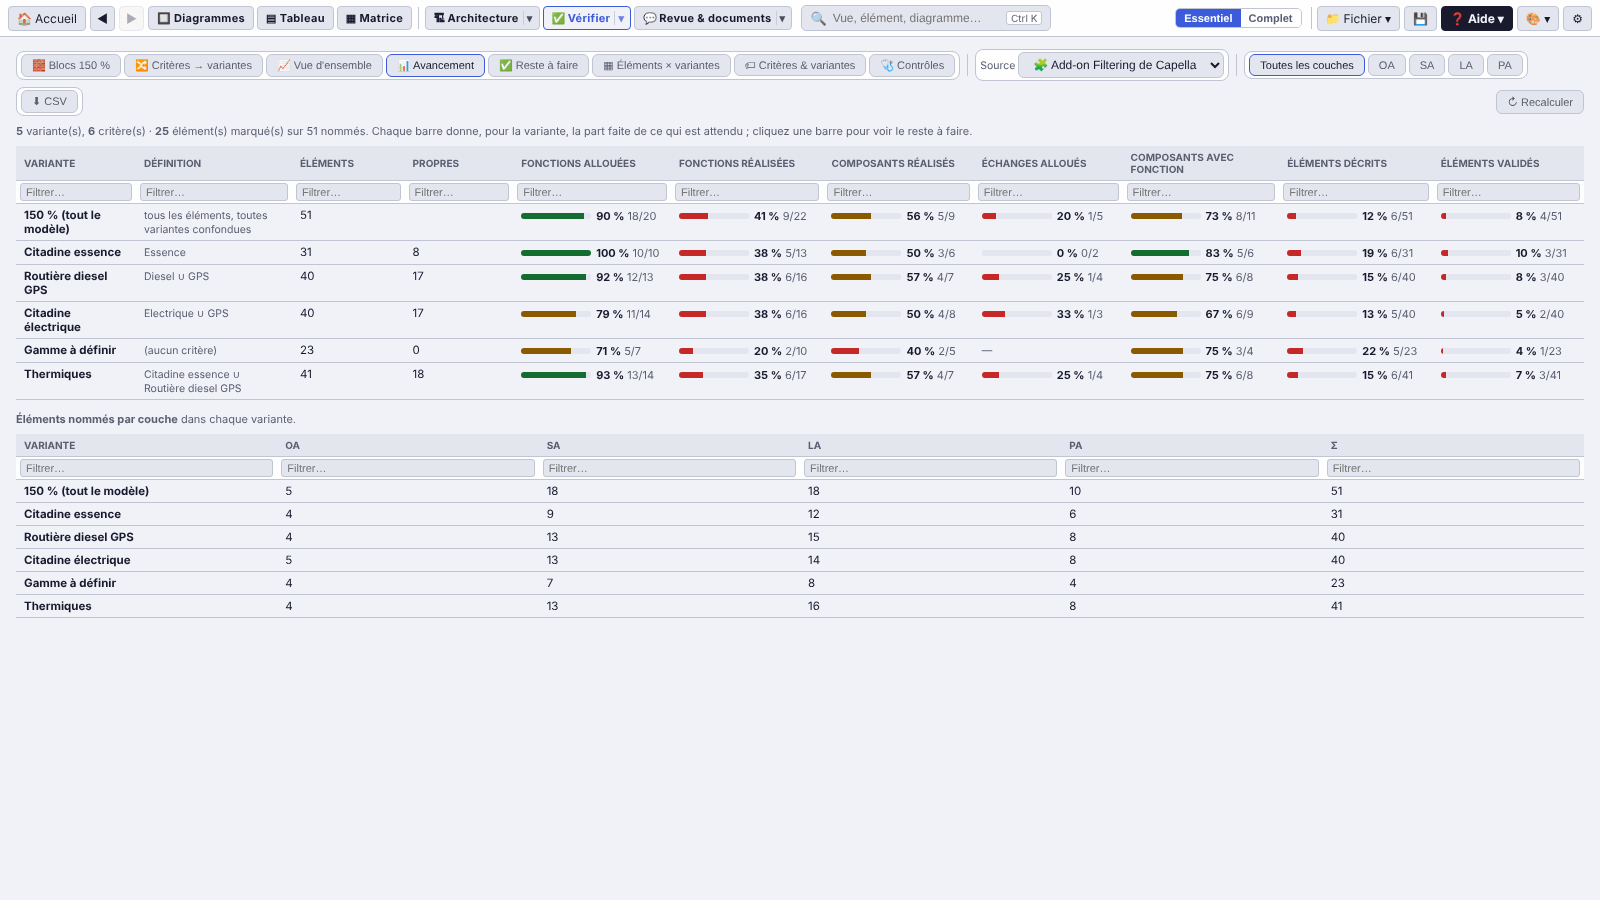 🏠 Accueil ◀ ▶ 🔲 Diagrammes ▤ Tableau ▦ Matrice 🏗 Architecture ▾ ✅ Vérifier ▾ 💬 Revue & documents ▾ 🔍 Vue, élément, diagramme… Ctrl K Essentiel Complet 📁 Fichier ▾ 💾 ❓ Aide ▾ 🎨 ▾ ⚙
🧱 Blocs 150 % 🔀 Critères → variantes 📈 Vue d'ensemble 📊 Avancement ✅ Reste à faire ▦ Éléments × variantes 🏷 Critères & variantes 🩺 Contrôles Source 🧩 Add-on Filtering de Capella Toutes les couches OA SA LA PA
⬇ CSV ↻ Recalculer
5 variante(s), 6 critère(s) · 25 élément(s) marqué(s) sur 51 nommés. Chaque barre donne, pour la variante, la part faite de ce qui est attendu ; cliquez une barre pour voir le reste à faire.
VARIANTE DÉFINITION ÉLÉMENTS PROPRES FONCTIONS ALLOUÉES FONCTIONS RÉALISÉES COMPOSANTS RÉALISÉS ÉCHANGES ALLOUÉS COMPOSANTS AVEC FONCTION ÉLÉMENTS DÉCRITS ÉLÉMENTS VALIDÉS
Filtrer… Filtrer… Filtrer… Filtrer… Filtrer… Filtrer… Filtrer… Filtrer… Filtrer… Filtrer… Filtrer…
150 % (tout le modèle) tous les éléments, toutes variantes confondues 51 90 % 18/20 41 % 9/22 56 % 5/9 20 % 1/5 73 % 8/11 12 % 6/51 8 % 4/51
Citadine essence Essence 31 8 100 % 10/10 38 % 5/13 50 % 3/6 0 % 0/2 83 % 5/6 19 % 6/31 10 % 3/31
Routière diesel GPS Diesel ∪ GPS 40 17 92 % 12/13 38 % 6/16 57 % 4/7 25 % 1/4 75 % 6/8 15 % 6/40 8 % 3/40
Citadine électrique Electrique ∪ GPS 40 17 79 % 11/14 38 % 6/16 50 % 4/8 33 % 1/3 67 % 6/9 13 % 5/40 5 % 2/40
Gamme à définir (aucun critère) 23 0 71 % 5/7 20 % 2/10 40 % 2/5 — 75 % 3/4 22 % 5/23 4 % 1/23
Thermiques Citadine essence ∪ Routière diesel GPS 41 18 93 % 13/14 35 % 6/17 57 % 4/7 25 % 1/4 75 % 6/8 15 % 6/41 7 % 3/41
Éléments nommés par couche dans chaque variante.
VARIANTE OA SA LA PA Σ
Filtrer… Filtrer… Filtrer… Filtrer… Filtrer… Filtrer…
150 % (tout le modèle) 5 18 18 10 51
Citadine essence 4 9 12 6 31
Routière diesel GPS 4 13 15 8 40
Citadine électrique 5 13 14 8 40
Gamme à définir 4 7 8 4 23
Thermiques 4 13 16 8 41